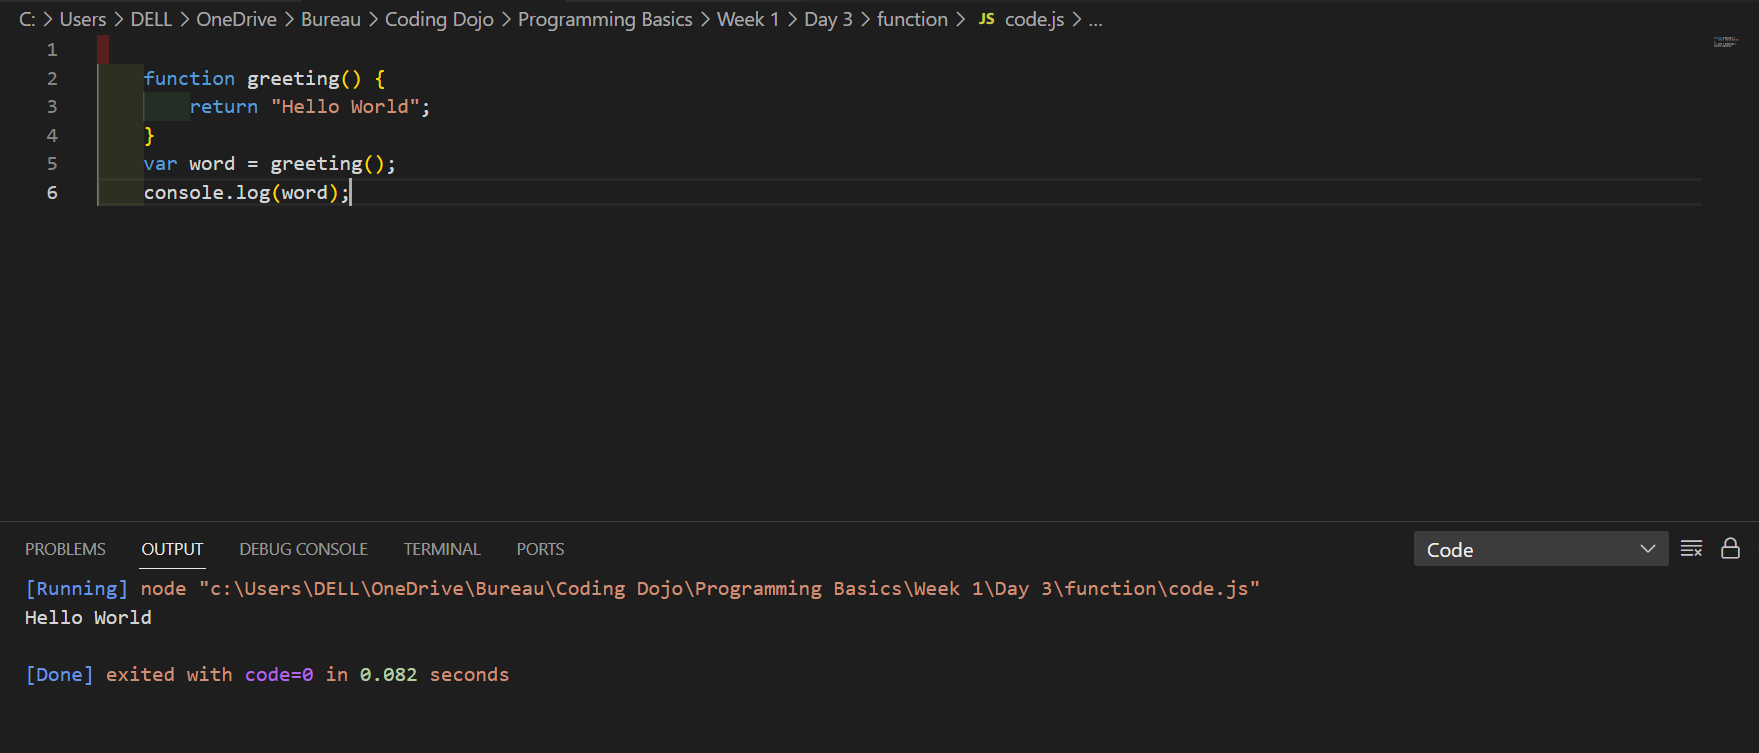 C: > Users > DELL > OneDrive > Bureau > Coding Dojo > Programming Basics > Week 1 > Day 3 > function > JS code.js > ...
1
2 function greeting() {
3 return "Hello World";
4 }
5 var word = greeting();
6 console.log(word);
PROBLEMS OUTPUT DEBUG CONSOLE TERMINAL PORTS Code
[Running] node "c:\Users\DELL\OneDrive\Bureau\Coding Dojo\Programming Basics\Week 1\Day 3\function\code.js"
Hello World
[Done] exited with code=0 in 0.082 seconds